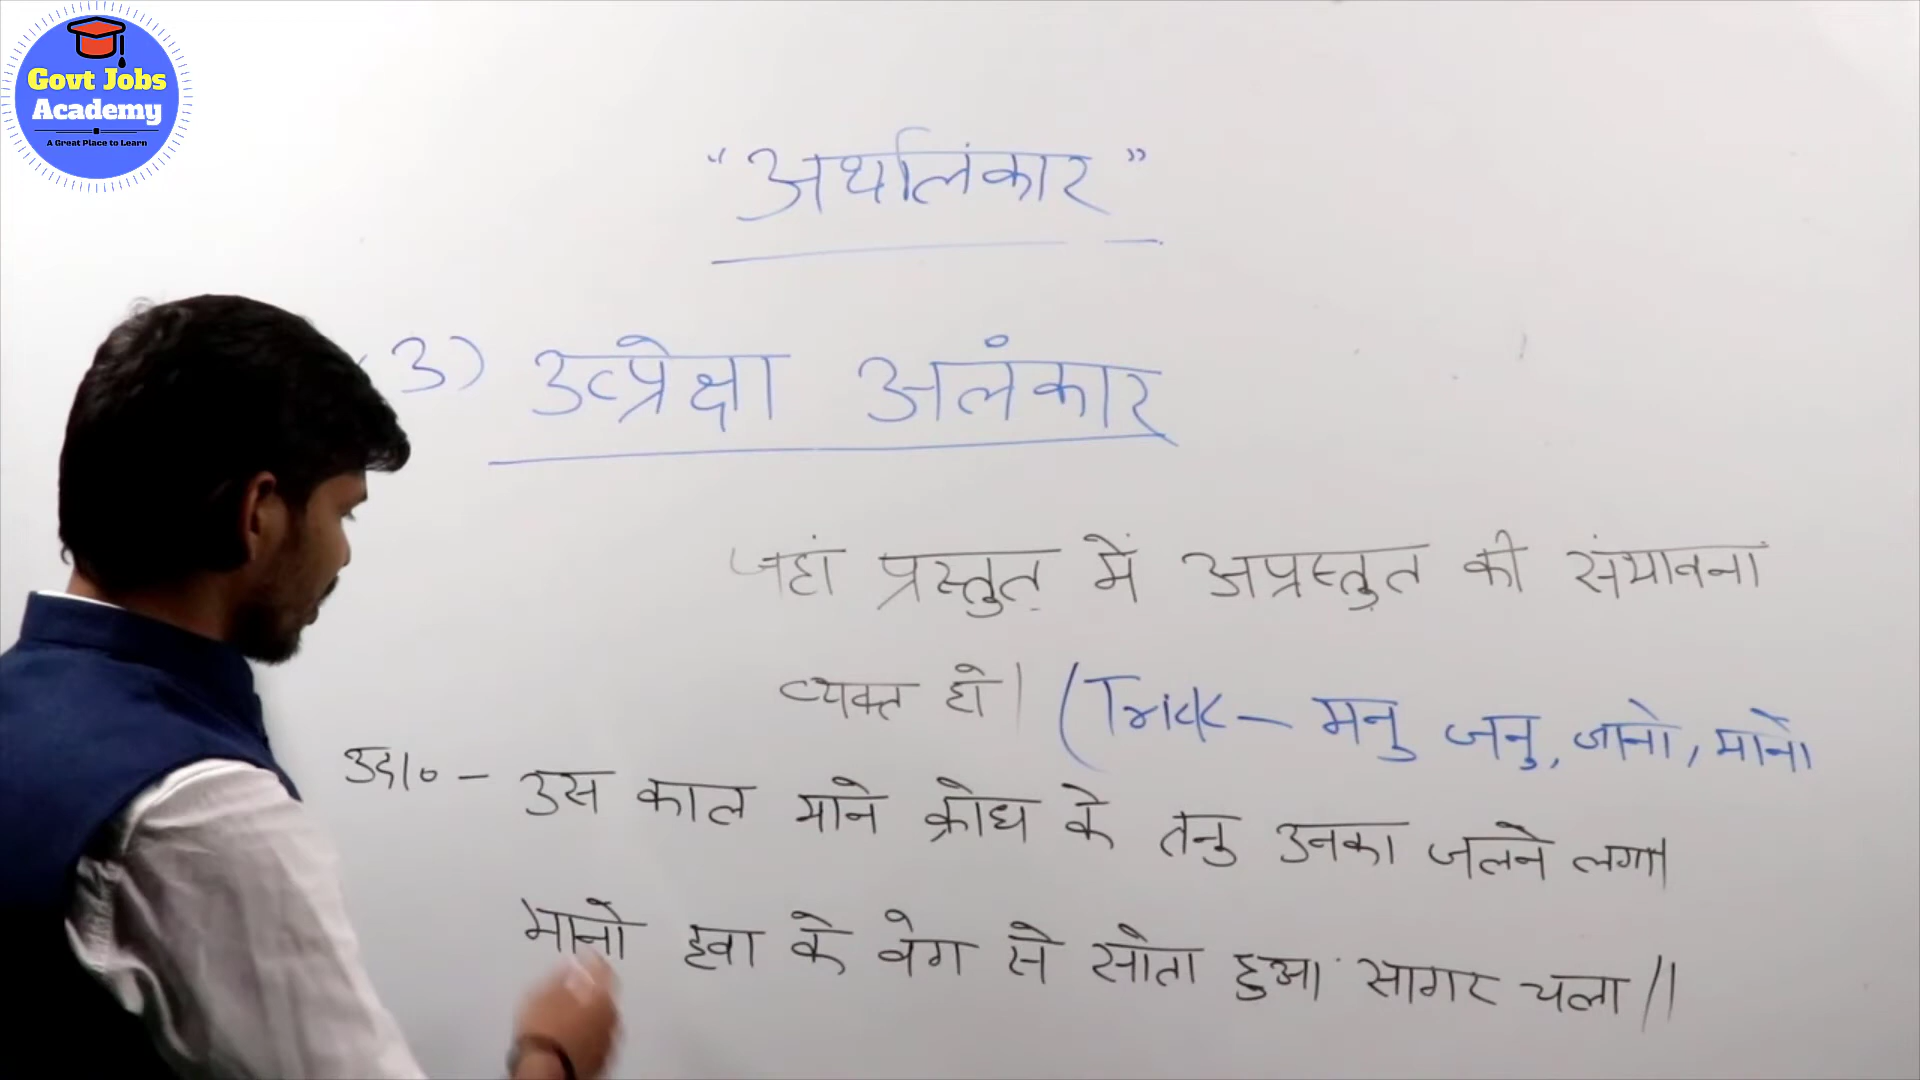 Govt Jobs
Academy
A Great Place to Learn
"अर्थालंकार"
3) उत्प्रेक्षा अलंकार
जहां प्रस्तुत में अप्रस्तुत की संभावना
व्यक्त हो। (Trick - मनु जनु, जानो, मानो
उदा० - उस काल माने क्रोध के तनु उनका जलने लगा।
मानो हवा के वेग से सोता हुआ सागर चला॥